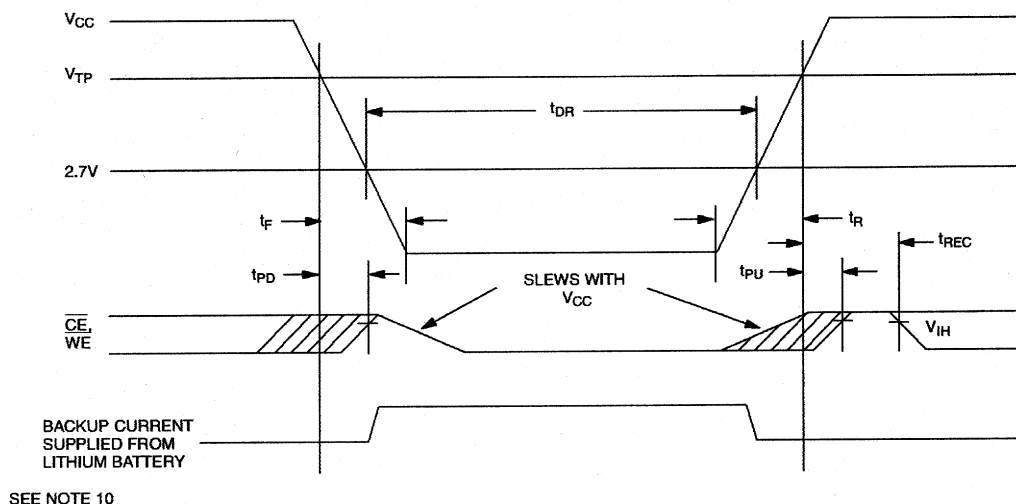 VCC
VTP
tDR
2.7V
tF
tR
tREC
tPD
tPU
SLEWS WITH
VCC
CE,
WE
VIH
BACKUP CURRENT
SUPPLIED FROM
LITHIUM BATTERY
SEE NOTE 10